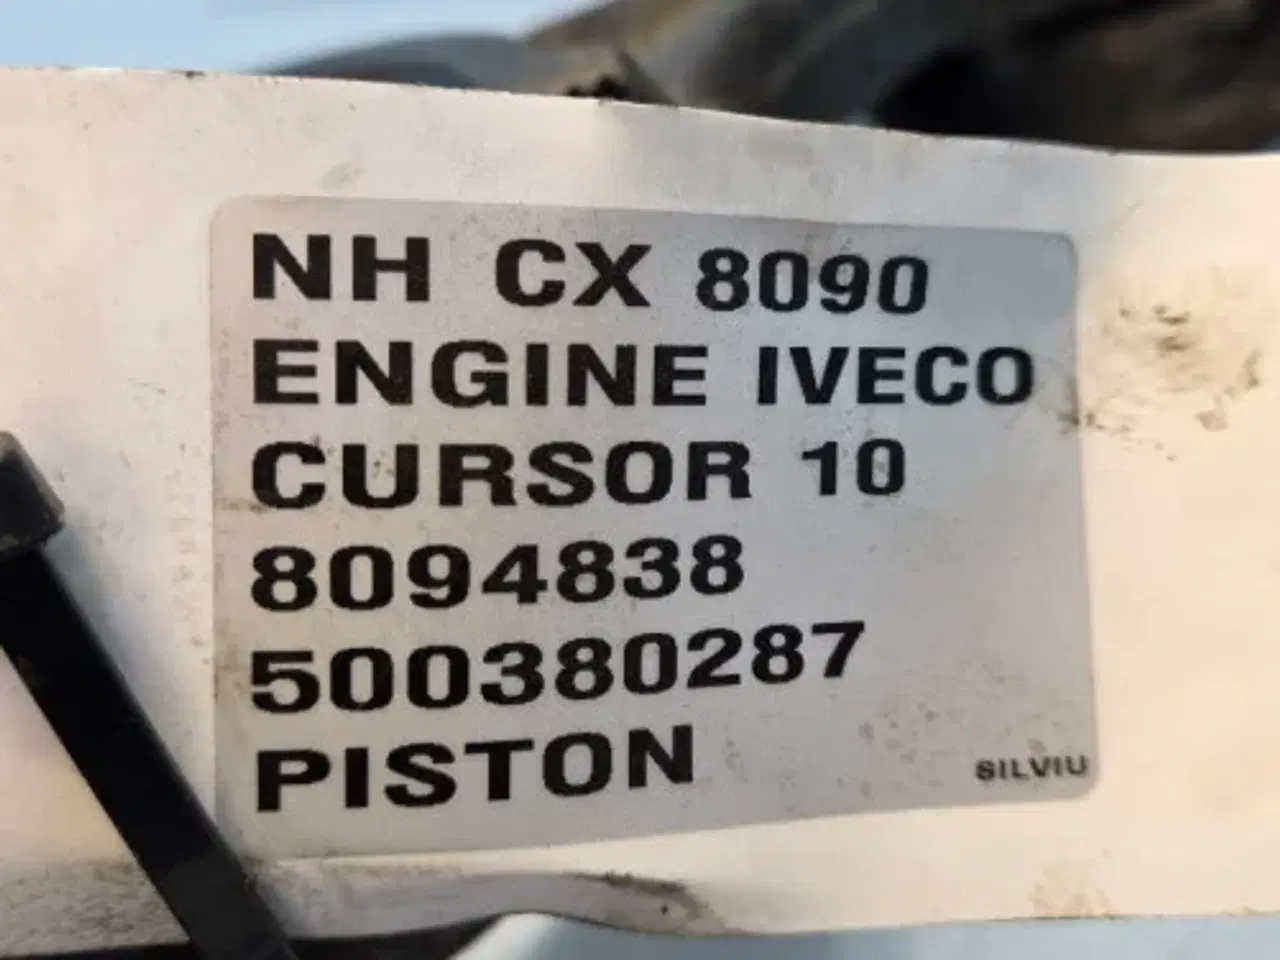 NH CX 8090
ENGINE IVECO
CURSOR 10
8094838
500380287
PISTON
SILVIU